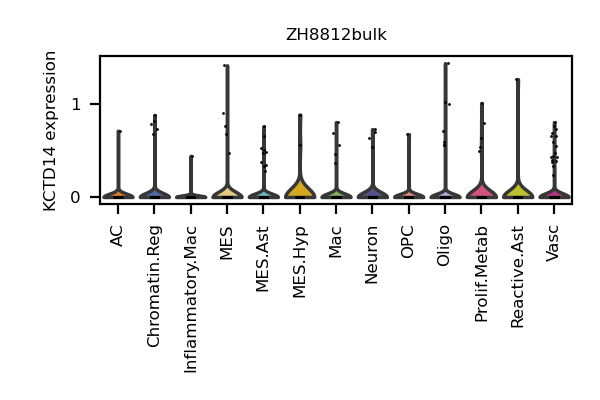 ZH8812bulk
KCTD14 expression
1
0
AC
Chromatin.Reg
Inflammatory.Mac
MES
MES.Ast
MES.Hyp
Mac
Neuron
OPC
Oligo
Prolif.Metab
Reactive.Ast
Vasc